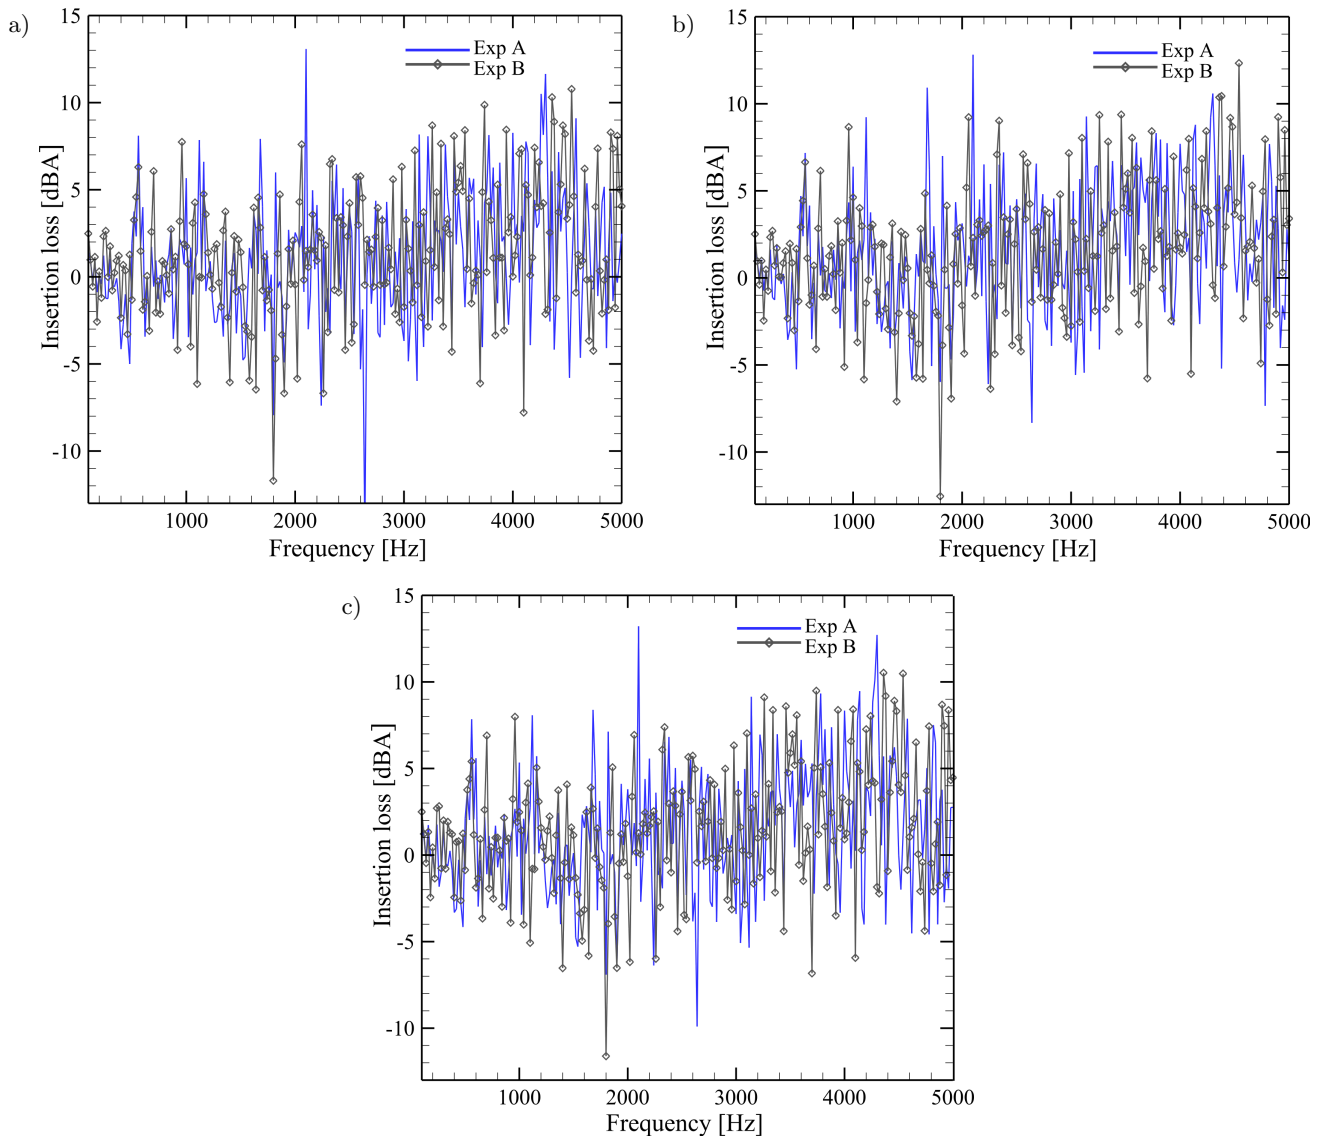 a)
15
10
5
0
-5
-10
Insertion loss [dBA]
Exp A
Exp B
1000 2000 3000 4000 5000
Frequency [Hz]
b)
15
10
5
0
-5
-10
Insertion loss [dBA]
Exp A
Exp B
1000 2000 3000 4000 5000
Frequency [Hz]
c)
15
10
5
0
-5
-10
Insertion loss [dBA]
Exp A
Exp B
1000 2000 3000 4000 5000
Frequency [Hz]